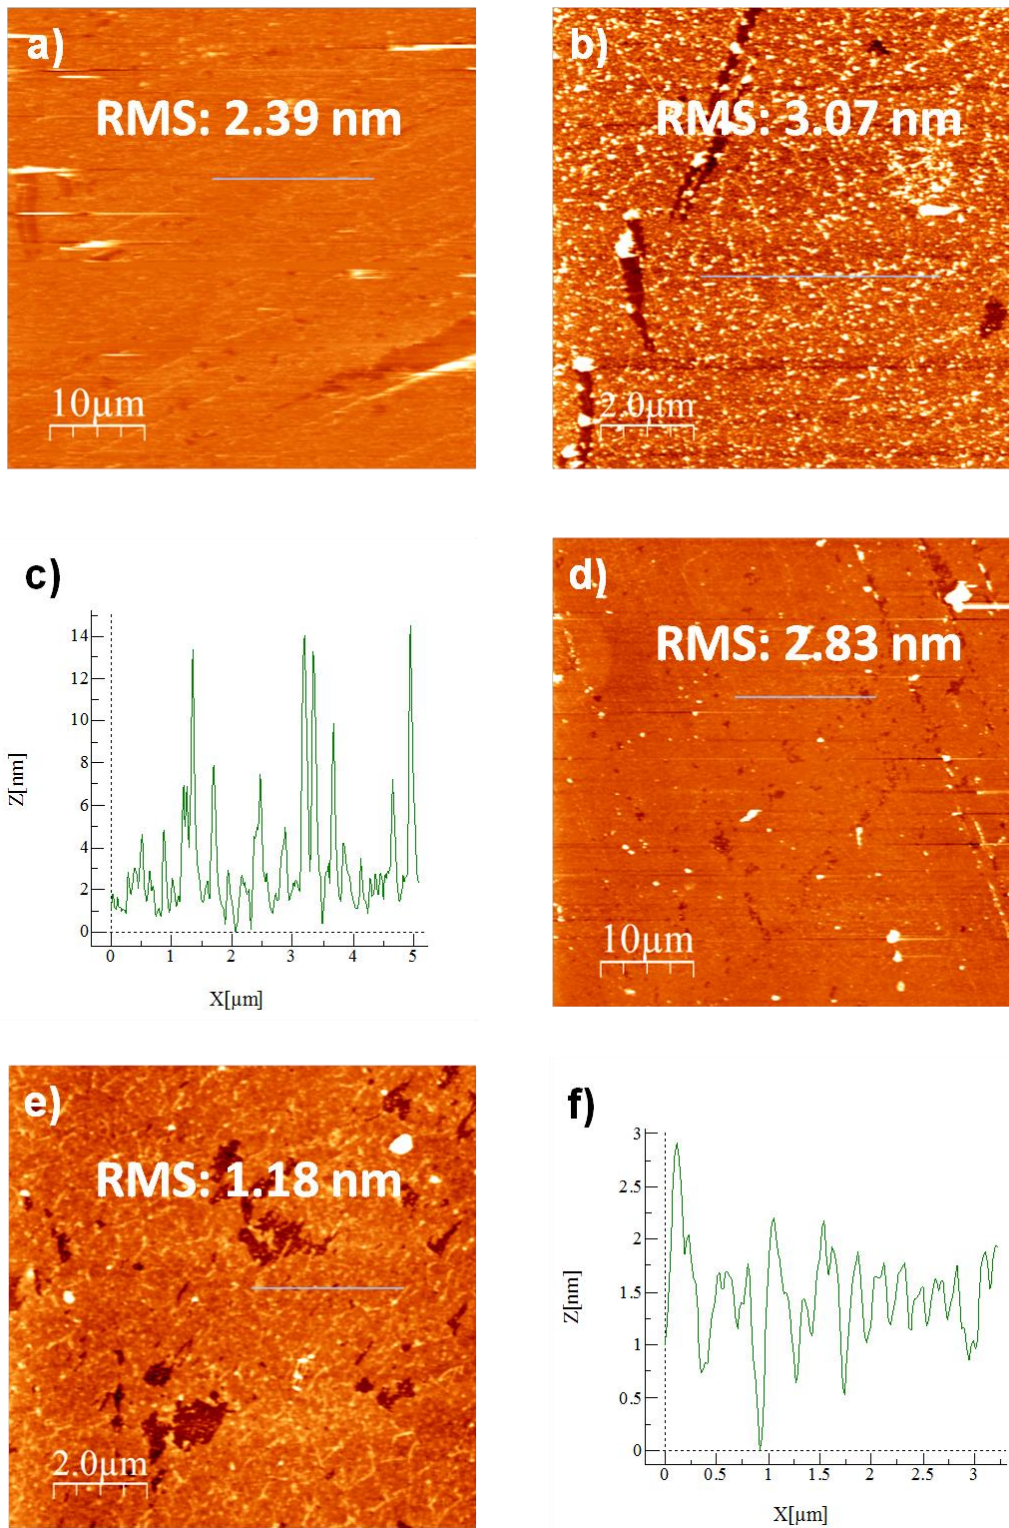 a)
RMS: 2.39 nm
10µm
b)
RMS: 3.07 nm
2.0µm
c)
14
12
10
8
6
4
2
0
Z[nm]
0 1 2 3 4 5
X[µm]
d)
RMS: 2.83 nm
10µm
e)
RMS: 1.18 nm
2.0µm
f)
3
2.5
2
1.5
1
0.5
0
Z[nm]
0 0.5 1 1.5 2 2.5 3
X[µm]